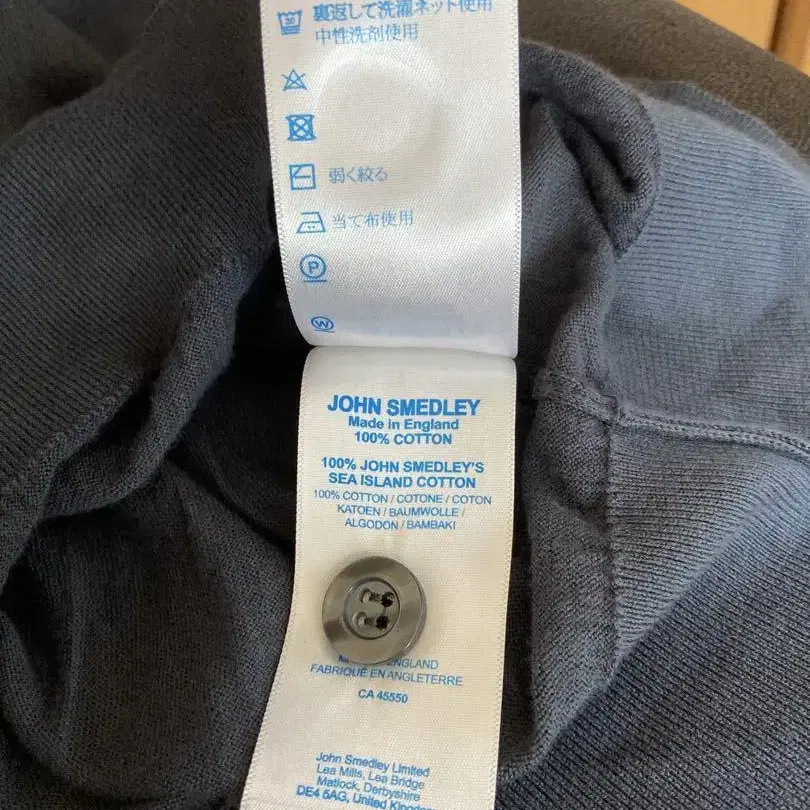 裏返して洗濯ネット使用
中性洗剤使用
弱く絞る
当て布使用
P
W
JOHN SMEDLEY
Made in England
100% COTTON
100% JOHN SMEDLEY'S
SEA ISLAND COTTON
100% COTTON / COTONE / COTON
KATOEN / BAUMWOLLE /
ALGODON / BAMBAKI
ENGLAND
FABRIQUÉ EN ANGLETERRE
CA 45550
John Smedley Limited
Lea Mills, Lea Bridge
Matlock, Derbyshire
DE4 5AG, United Kingdom